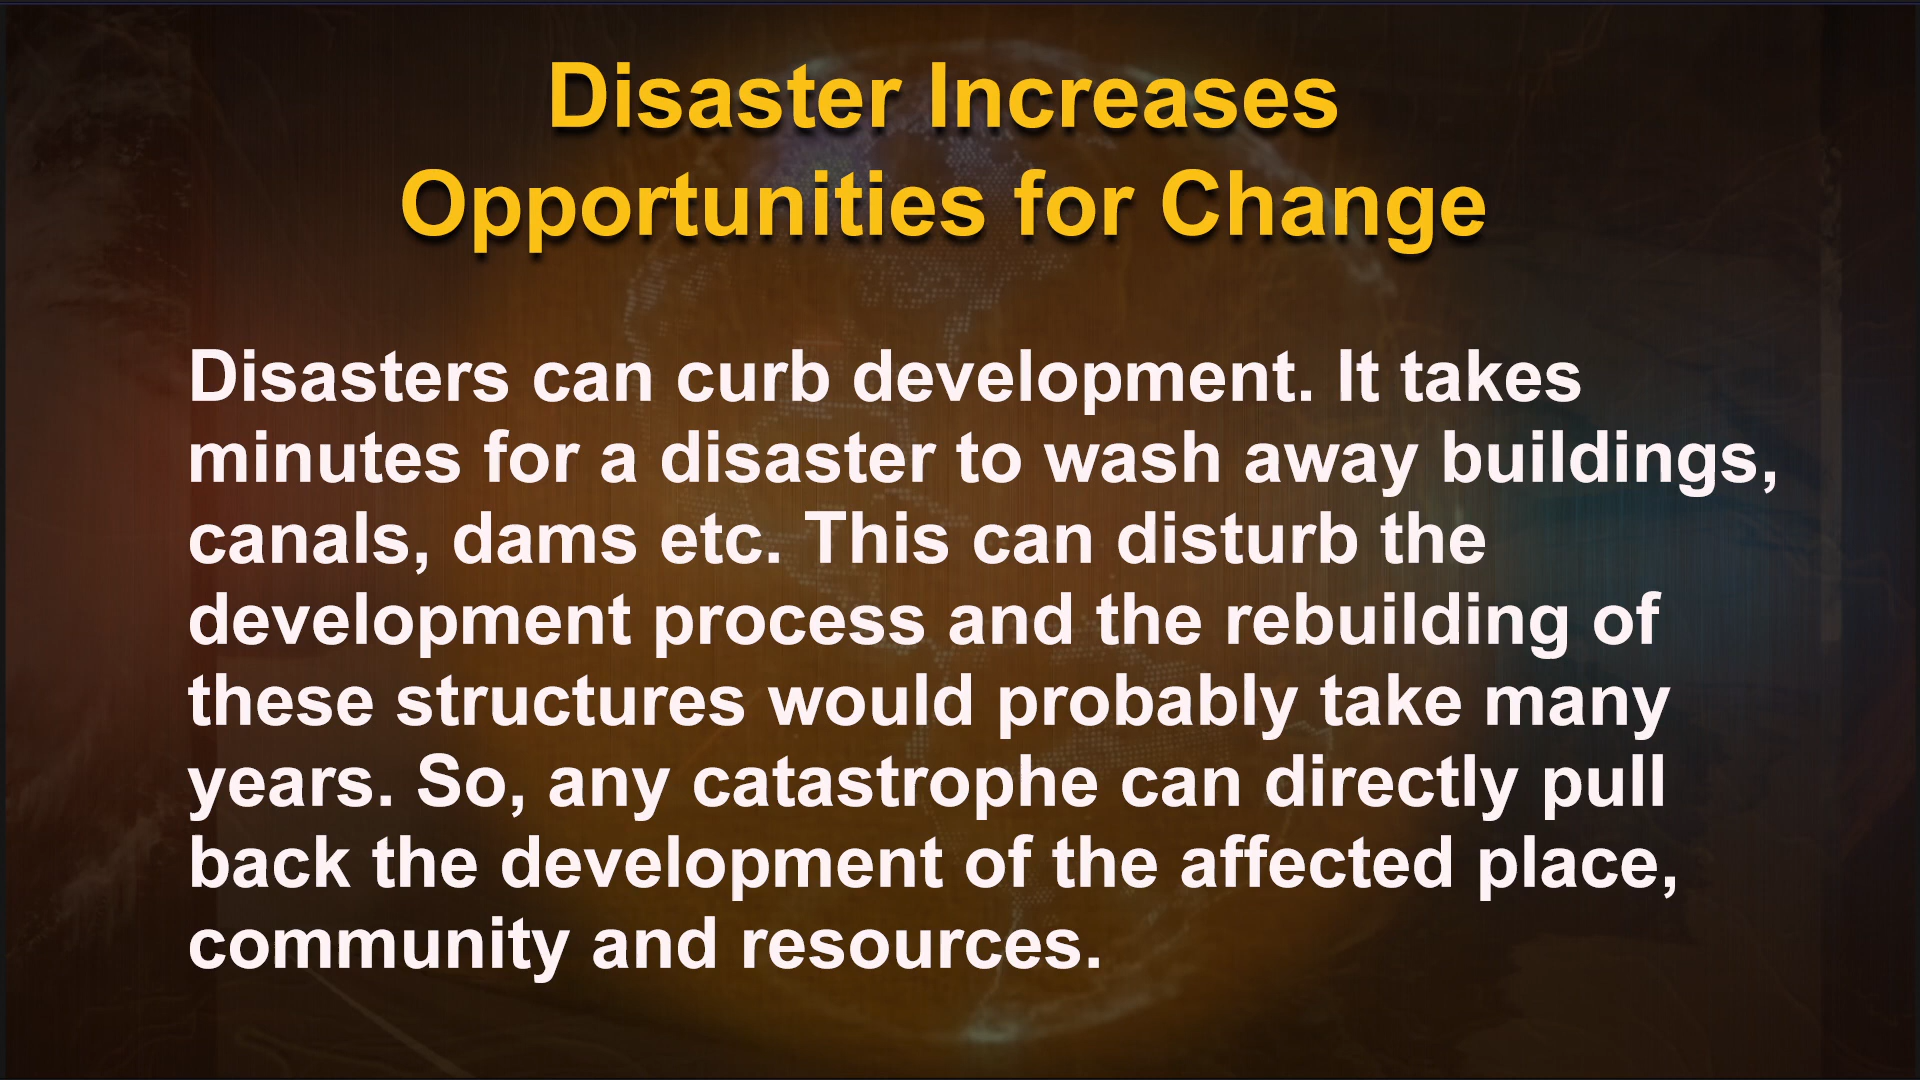 Disaster Increases
Opportunities for Change
Disasters can curb development. It takes
minutes for a disaster to wash away buildings,
canals, dams etc. This can disturb the
development process and the rebuilding of
these structures would probably take many
years. So, any catastrophe can directly pull
back the development of the affected place,
community and resources.